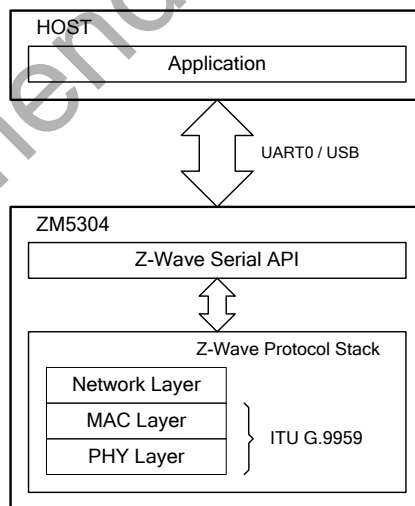 HOST
Application
UART0 / USB
ZM5304
Z-Wave Serial API
Z-Wave Protocol Stack
Network Layer
MAC Layer
PHY Layer
ITU G.9959